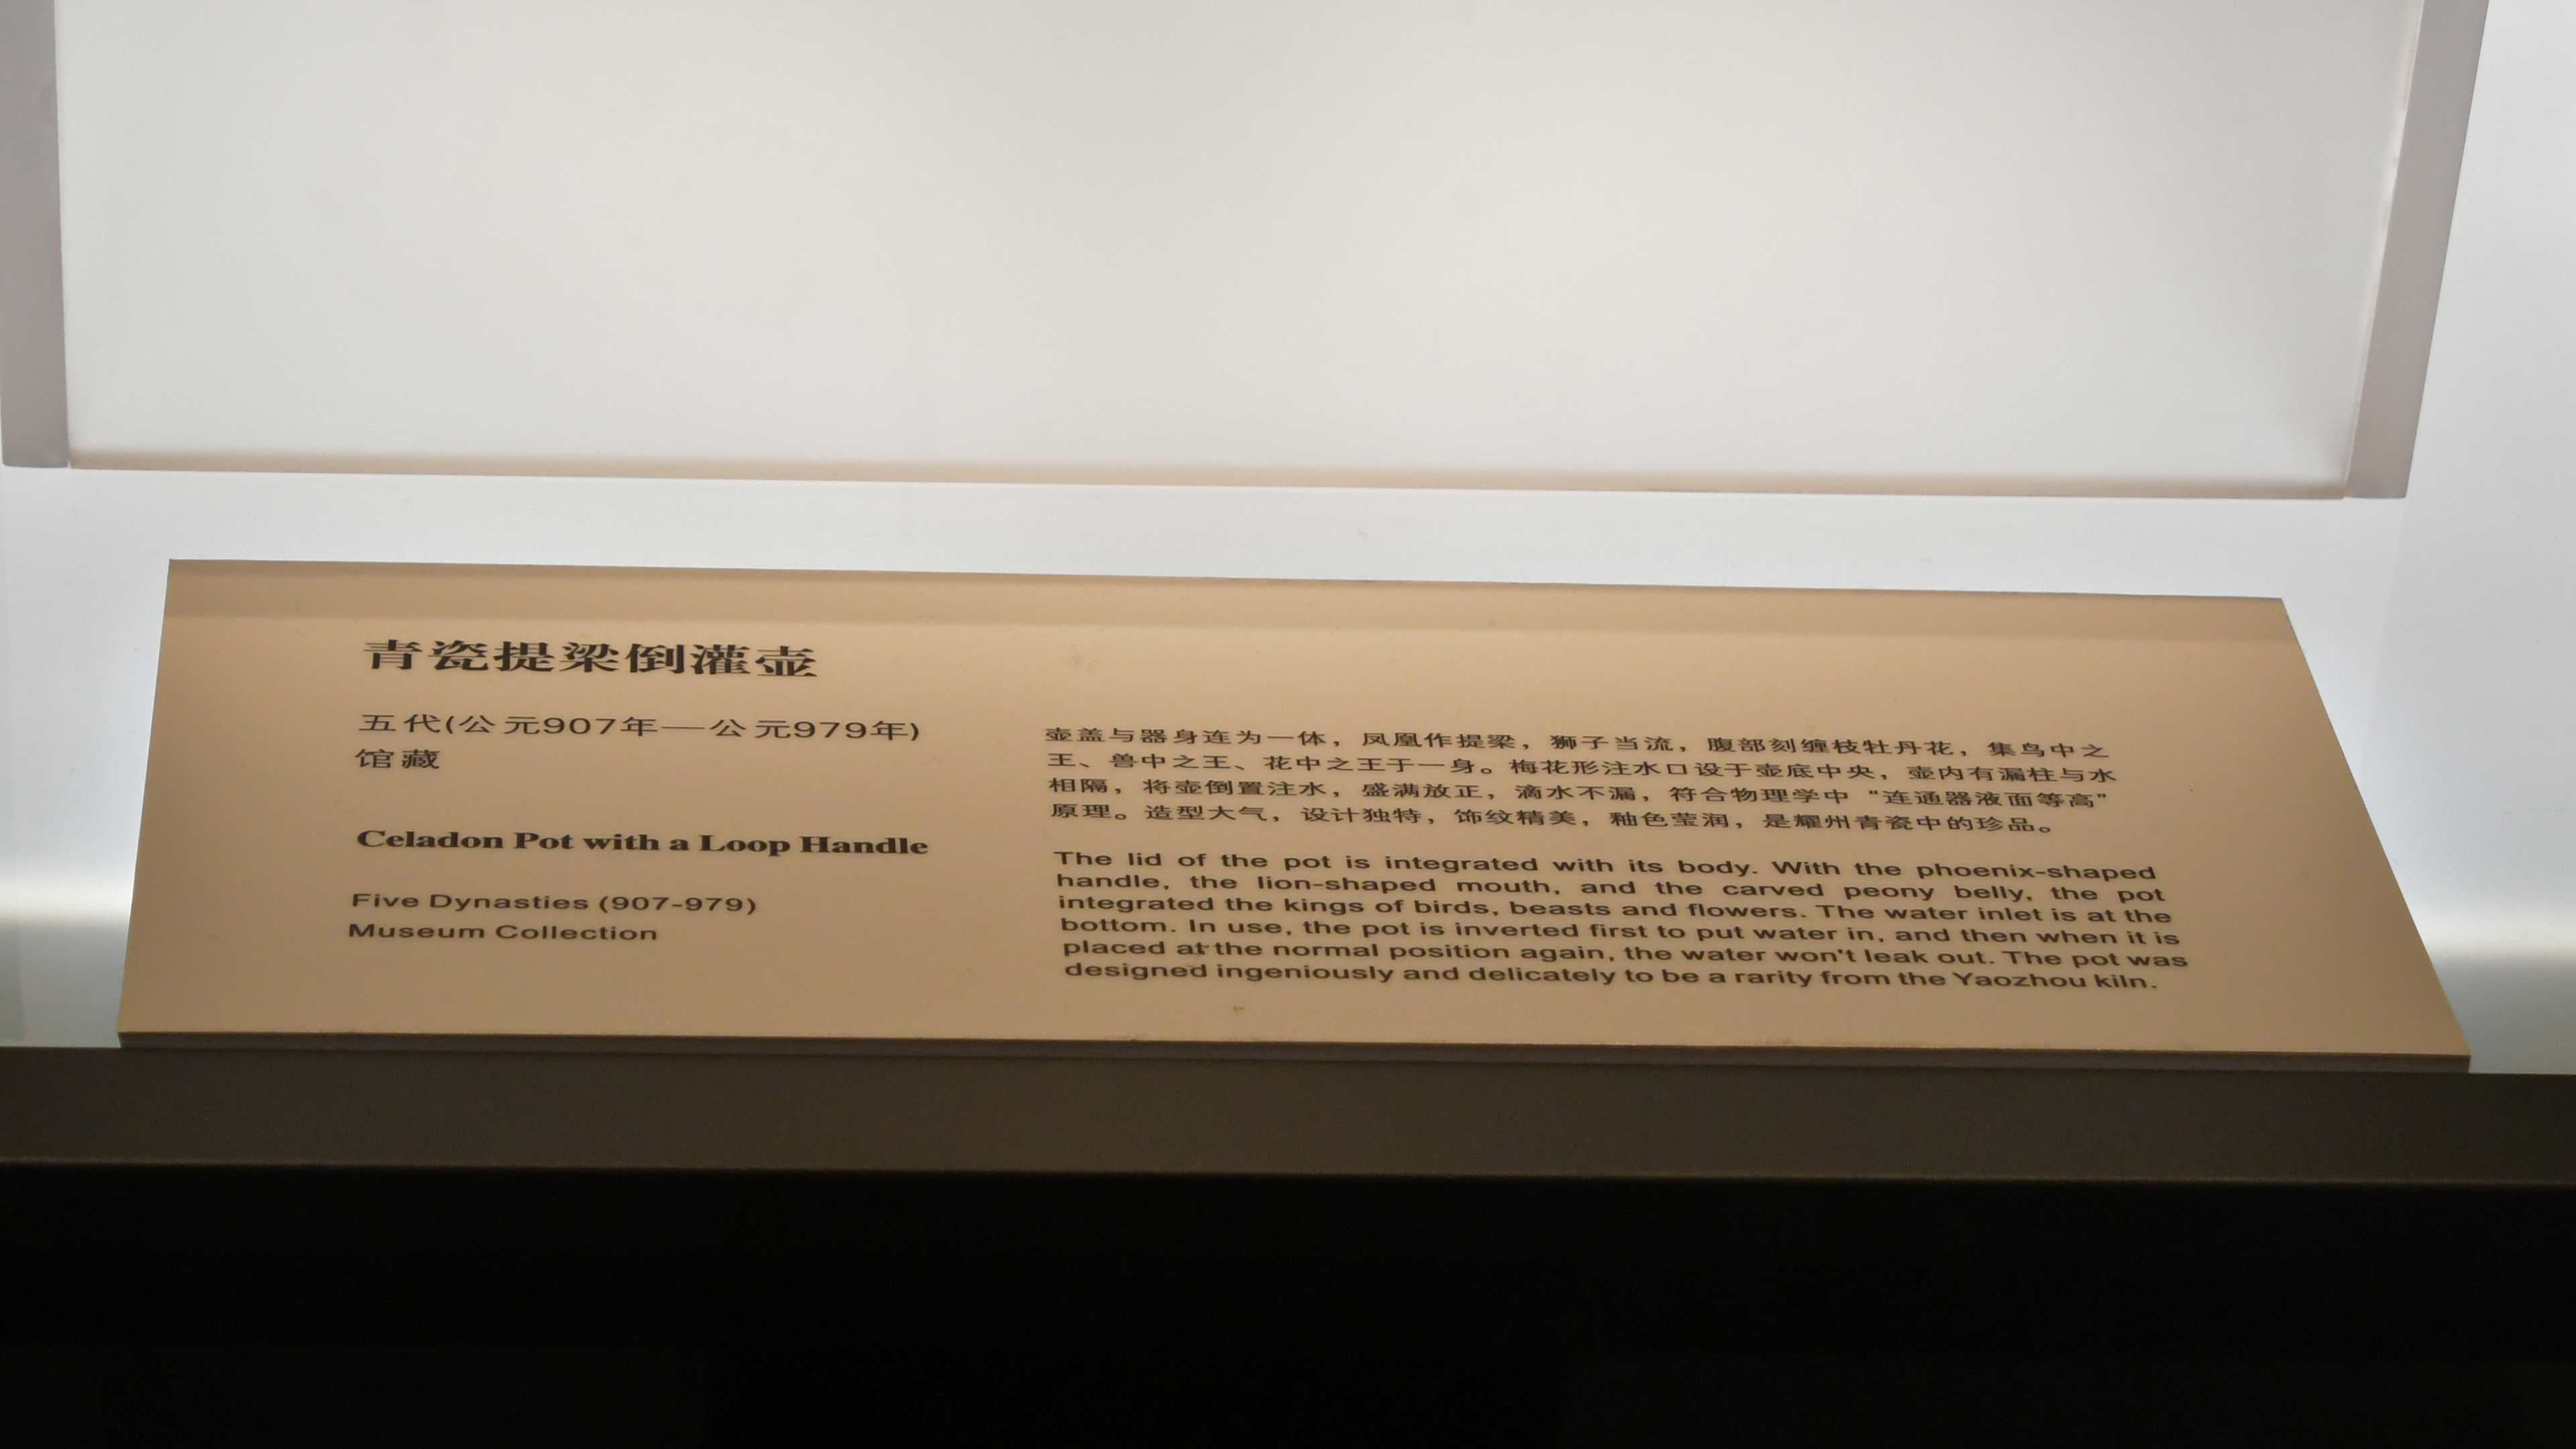 青瓷提梁倒灌壶
五代(公元907年—公元979年)
馆藏
Celadon Pot with a Loop Handle
Five Dynasties (907-979)
Museum Collection
壶盖与器身连为一体，凤凰作提梁，狮子当流，腹部刻缠枝牡丹花，集鸟中之
王、兽中之王、花中之王于一身。梅花形注水口设于壶底中央，壶内有漏柱与水
相隔，将壶倒置注水，盛满放正，滴水不漏，符合物理学中“连通器液面等高”
原理。造型大气，设计独特，饰纹精美，釉色莹润，是耀州青瓷中的珍品。
The lid of the pot is integrated with its body. With the phoenix-shaped
handle, the lion-shaped mouth, and the carved peony belly, the pot
integrated the kings of birds, beasts and flowers. The water inlet is at the
bottom. In use, the pot is inverted first to put water in, and then when it is
placed at the normal position again, the water won't leak out. The pot was
designed ingeniously and delicately to be a rarity from the Yaozhou kiln.